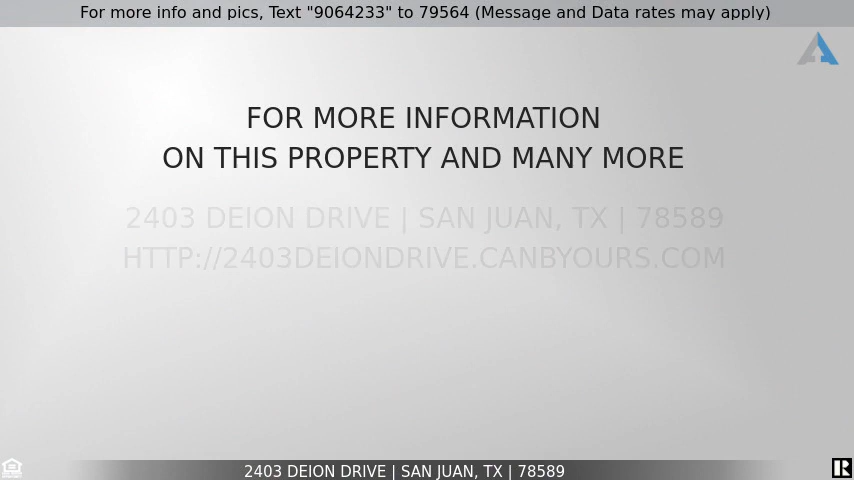 For more info and pics, Text "9064233" to 79564 (Message and Data rates may apply)
FOR MORE INFORMATION
ON THIS PROPERTY AND MANY MORE
2403 DEION DRIVE | SAN JUAN, TX | 78589
HTTP://2403DEIONDRIVE.CANBYOURS.COM
2403 DEION DRIVE | SAN JUAN, TX | 78589